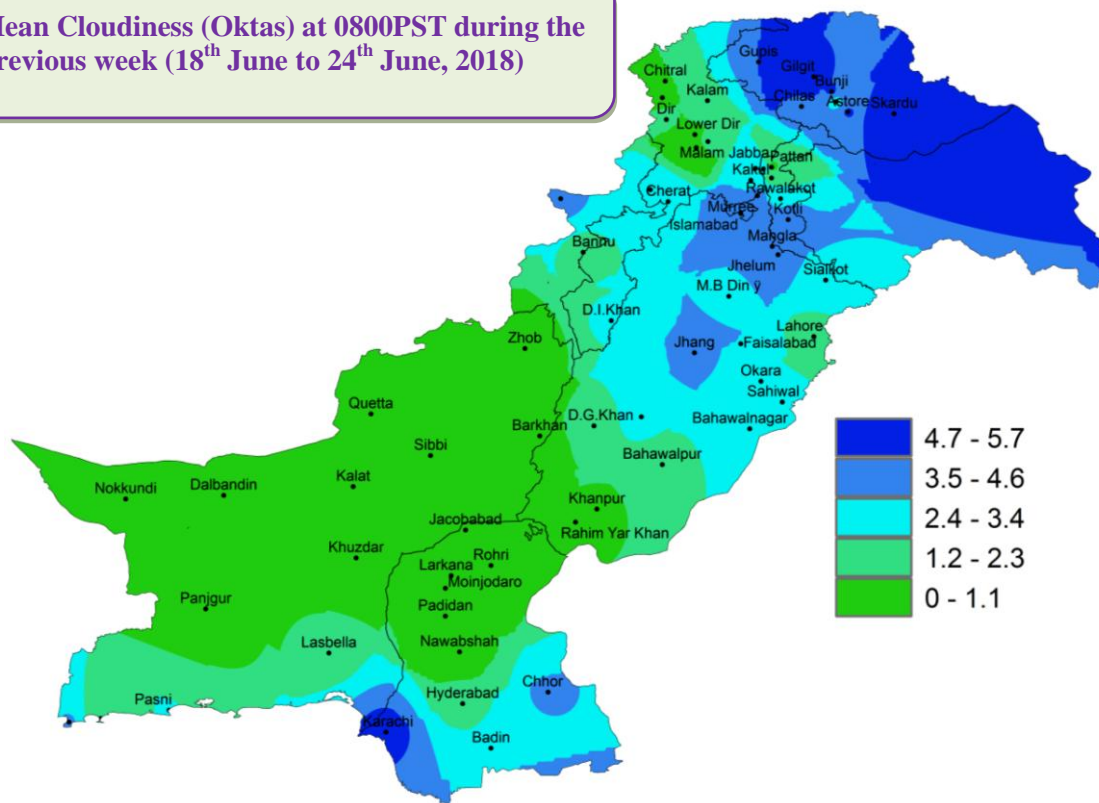 Mean Cloudiness (Oktas) at 0800PST during the
revious week (18th June to 24th June, 2018)
Gupis
Gilgit
Bunji
Chitral
Kalam
Chilas
Astore
Skardu
Dir
Lower Dir
Malam Jabba
Pattan
Kakul
Cherat
Rawalakot
Murree
Kotli
Islamabad
Mangla
Bannu
Jhelum
Sialkot
M.B Din ÿ
D.I.Khan
Lahore
Zhob
Jhang
Faisalabad
Okara
Sahiwal
Quetta
D.G.Khan
Bahawalnagar
Barkhan
Sibbi
Bahawalpur
Nokkundi
Dalbandin
Kalat
Khanpur
Jacobabad
Rahim Yar Khan
Khuzdar
Rohri
Larkana
Moinjodaro
Panjgur
Padidan
Lasbella
Nawabshah
Chhor
Pasni
Hyderabad
Karachi
Badin
4.7 - 5.7
3.5 - 4.6
2.4 - 3.4
1.2 - 2.3
0 - 1.1